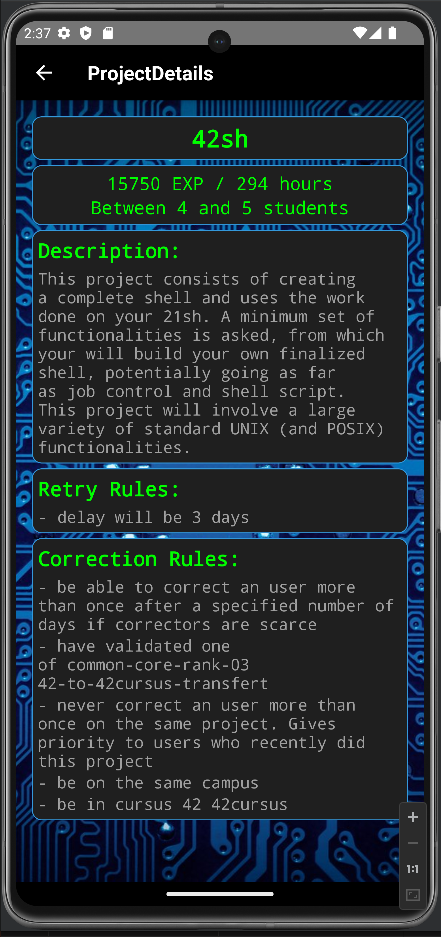 2:37
ProjectDetails
42sh
15750 EXP / 294 hours
Between 4 and 5 students
Description:
This project consists of creating
a complete shell and uses the work
done on your 21sh. A minimum set of
functionalities is asked, from which
your will build your own finalized
shell, potentially going as far
as job control and shell script.
This project will involve a large
variety of standard UNIX (and POSIX)
functionalities.
Retry Rules:
- delay will be 3 days
Correction Rules:
- be able to correct an user more
than once after a specified number of
days if correctors are scarce
- have validated one
of common-core-rank-03
42-to-42cursus-transfert
- never correct an user more than
once on the same project. Gives
priority to users who recently did
this project
- be on the same campus
- be in cursus 42 42cursus
1:1